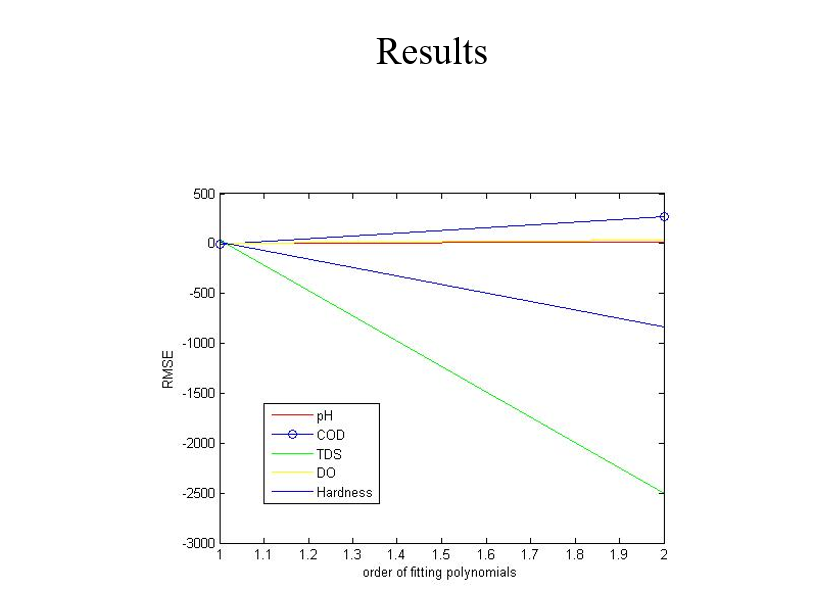 Results
500
0
-500
-1000
-1500
-2000
-2500
-3000
RMSE
pH
COD
TDS
DO
Hardness
1 1.1 1.2 1.3 1.4 1.5 1.6 1.7 1.8 1.9 2
order of fitting polynomials